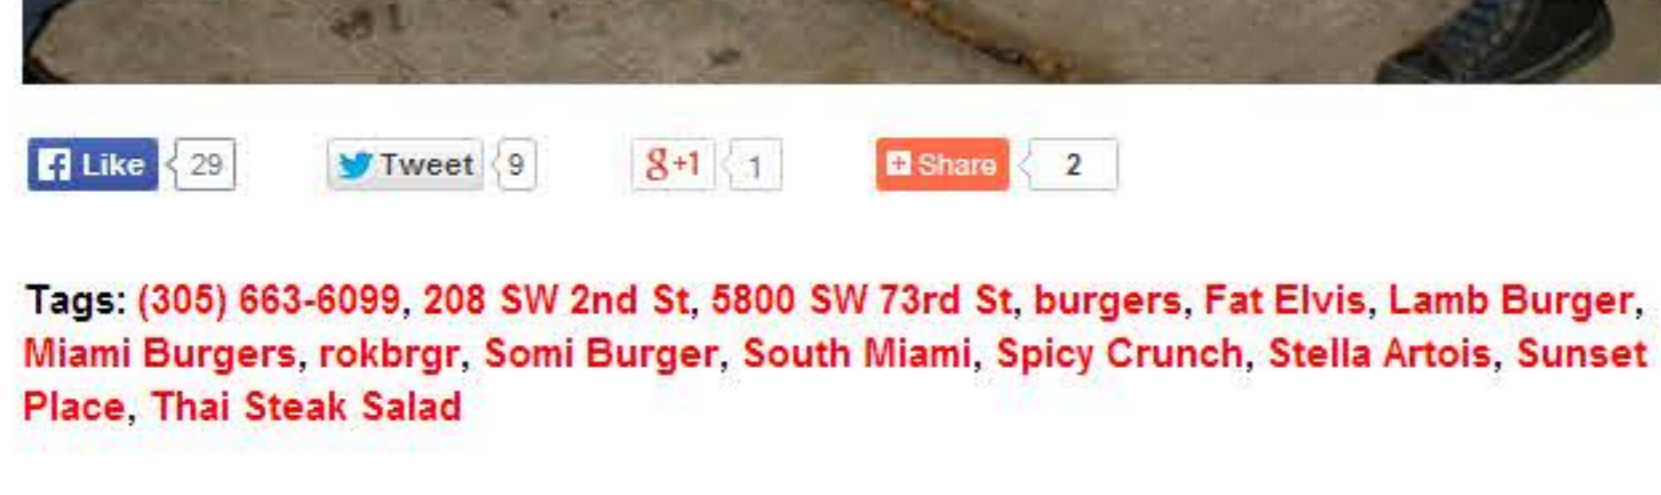 Like 29 Tweet 9 g+1 1 Share 2
Tags: (305) 663-6099, 208 SW 2nd St, 5800 SW 73rd St, burgers, Fat Elvis, Lamb Burger,
Miami Burgers, rokbrgr, Somi Burger, South Miami, Spicy Crunch, Stella Artois, Sunset
Place, Thai Steak Salad